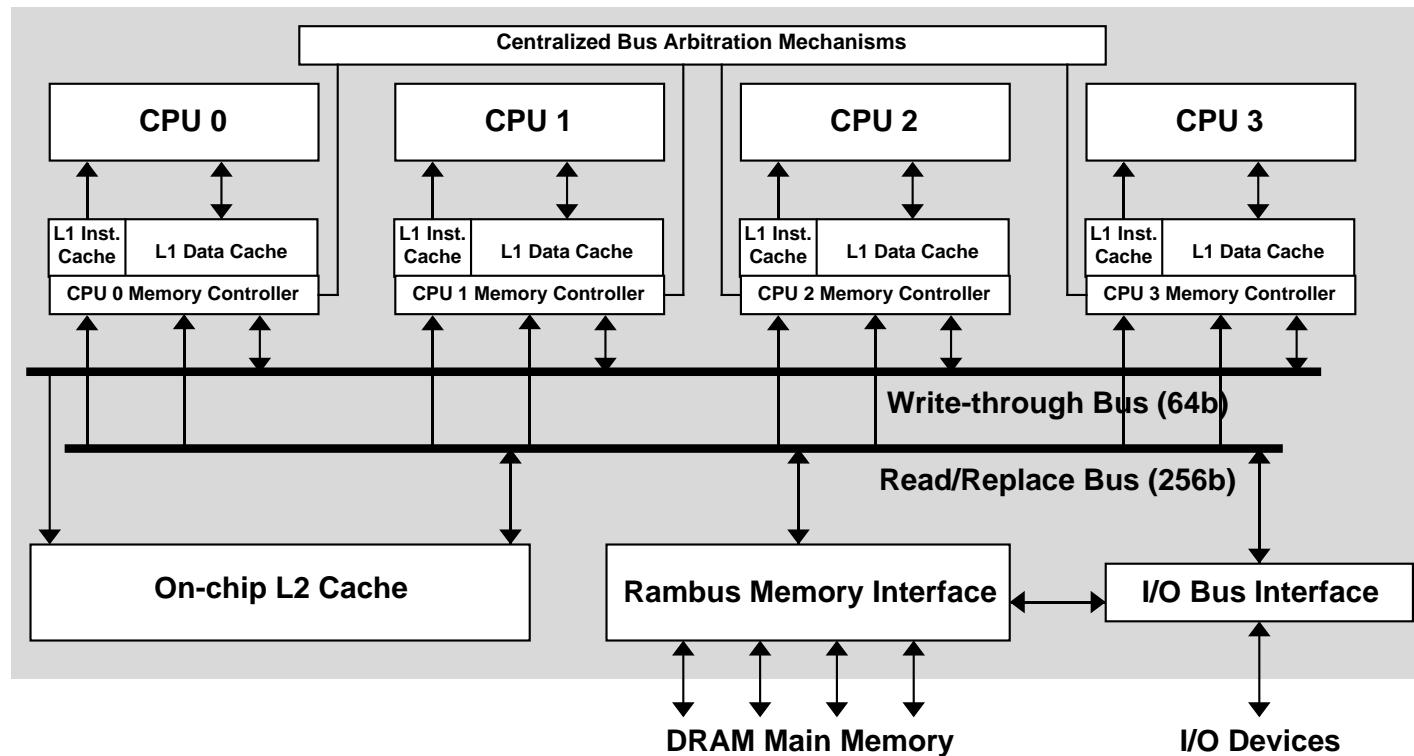 Centralized Bus Arbitration Mechanisms
CPU 0
CPU 1
CPU 2
CPU 3
L1 Inst.
Cache
L1 Data Cache
CPU 0 Memory Controller
L1 Inst.
Cache
L1 Data Cache
CPU 1 Memory Controller
L1 Inst.
Cache
L1 Data Cache
CPU 2 Memory Controller
L1 Inst.
Cache
L1 Data Cache
CPU 3 Memory Controller
Write-through Bus (64b)
Read/Replace Bus (256b)
On-chip L2 Cache
Rambus Memory Interface
I/O Bus Interface
DRAM Main Memory
I/O Devices